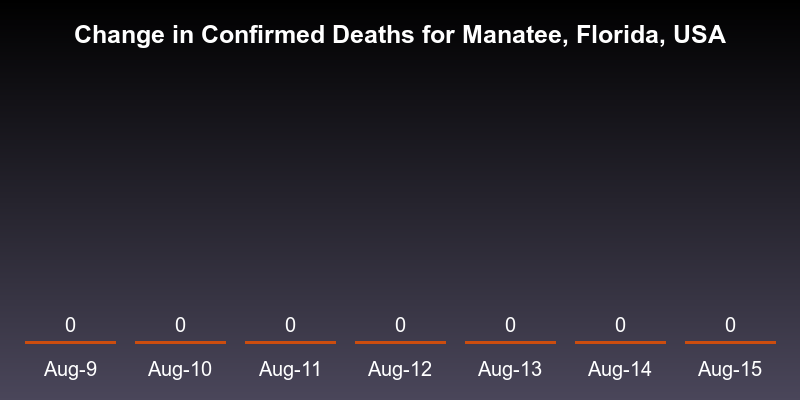 Change in Confirmed Deaths for Manatee, Florida, USA
0 0 0 0 0 0 0
Aug-9 Aug-10 Aug-11 Aug-12 Aug-13 Aug-14 Aug-15